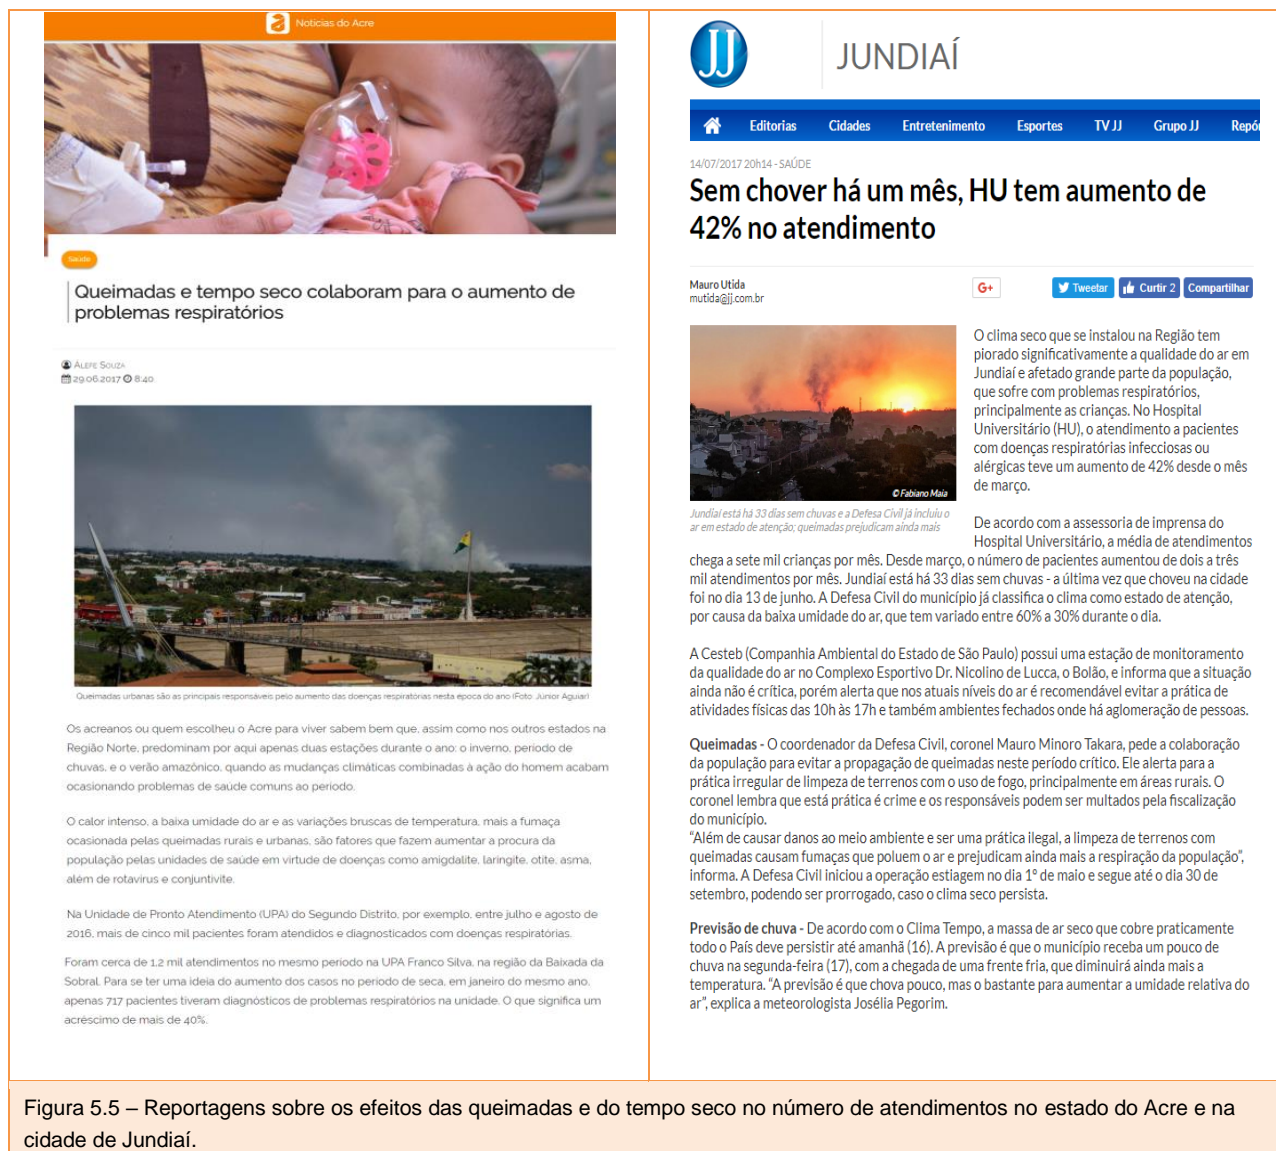 Notícias do Acre
Saúde
Queimadas e tempo seco colaboram para o aumento de
problemas respiratórios
ALEFE SOUZA
29.06.2017 8:40
Queimadas urbanas são as principais responsáveis pelo aumento das doenças respiratórias nesta época do ano (Foto: Júnior Aguiar)
Os acreanos ou quem escolheu o Acre para viver sabem bem que, assim como nos outros estados na
Região Norte, predominam por aqui apenas duas estações durante o ano: o inverno, período de
chuvas, e o verão amazônico, quando as mudanças climáticas combinadas à ação do homem acabam
ocasionando problemas de saúde comuns ao período.
O calor intenso, a baixa umidade do ar e as variações bruscas de temperatura, mais a fumaça
ocasionada pelas queimadas rurais e urbanas, são fatores que fazem aumentar a procura da
população pelas unidades de saúde em virtude de doenças como amigdalite, laringite, otite, asma,
além de rotavírus e conjuntivite.
Na Unidade de Pronto Atendimento (UPA) do Segundo Distrito, por exemplo, entre julho e agosto de
2016, mais de cinco mil pacientes foram atendidos e diagnosticados com doenças respiratórias.
Foram cerca de 1,2 mil atendimentos no mesmo período na UPA Franco Silva, na região da Baixada da
Sobral. Para se ter uma ideia do aumento dos casos no período de seca, em janeiro do mesmo ano,
apenas 717 pacientes tiveram diagnósticos de problemas respiratórios na unidade. O que significa um
acréscimo de mais de 40%.
JJ JUNDIAÍ
Editorias Cidades Entretenimento Esportes TV JJ Grupo JJ Repór
14/07/2017 20h14 - SAÚDE
Sem chover há um mês, HU tem aumento de
42% no atendimento
Mauro Utida
mutida@jj.com.br
G+ Tweetar Curtir 2 Compartilhar
© Fabiano Maia
Jundiaí está há 33 dias sem chuvas e a Defesa Civil já incluiu o
ar em estado de atenção; queimadas prejudicam ainda mais
O clima seco que se instalou na Região tem
piorado significativamente a qualidade do ar em
Jundiaí e afetado grande parte da população,
que sofre com problemas respiratórios,
principalmente as crianças. No Hospital
Universitário (HU), o atendimento a pacientes
com doenças respiratórias infecciosas ou
alérgicas teve um aumento de 42% desde o mês
de março.
De acordo com a assessoria de imprensa do
Hospital Universitário, a média de atendimentos
chega a sete mil crianças por mês. Desde março, o número de pacientes aumentou de dois a três
mil atendimentos por mês. Jundiaí está há 33 dias sem chuvas - a última vez que choveu na cidade
foi no dia 13 de junho. A Defesa Civil do município já classifica o clima como estado de atenção,
por causa da baixa umidade do ar, que tem variado entre 60% a 30% durante o dia.
A Cesteb (Companhia Ambiental do Estado de São Paulo) possui uma estação de monitoramento
da qualidade do ar no Complexo Esportivo Dr. Nicolino de Lucca, o Bolão, e informa que a situação
ainda não é crítica, porém alerta que nos atuais níveis do ar é recomendável evitar a prática de
atividades físicas das 10h às 17h e também ambientes fechados onde há aglomeração de pessoas.
Queimadas - O coordenador da Defesa Civil, coronel Mauro Minoro Takara, pede a colaboração
da população para evitar a propagação de queimadas neste período crítico. Ele alerta para a
prática irregular de limpeza de terrenos com o uso de fogo, principalmente em áreas rurais. O
coronel lembra que está prática é crime e os responsáveis podem ser multados pela fiscalização
do município.
“Além de causar danos ao meio ambiente e ser uma prática ilegal, a limpeza de terrenos com
queimadas causam fumaças que poluem o ar e prejudicam ainda mais a respiração da população”,
informa. A Defesa Civil iniciou a operação estiagem no dia 1º de maio e segue até o dia 30 de
setembro, podendo ser prorrogado, caso o clima seco persista.
Previsão de chuva - De acordo com o Clima Tempo, a massa de ar seco que cobre praticamente
todo o País deve persistir até amanhã (16). A previsão é que o município receba um pouco de
chuva na segunda-feira (17), com a chegada de uma frente fria, que diminuirá ainda mais a
temperatura. “A previsão é que chova pouco, mas o bastante para aumentar a umidade relativa do
ar”, explica a meteorologista Josélia Pegorim.
Figura 5.5 – Reportagens sobre os efeitos das queimadas e do tempo seco no número de atendimentos no estado do Acre e na
cidade de Jundiaí.